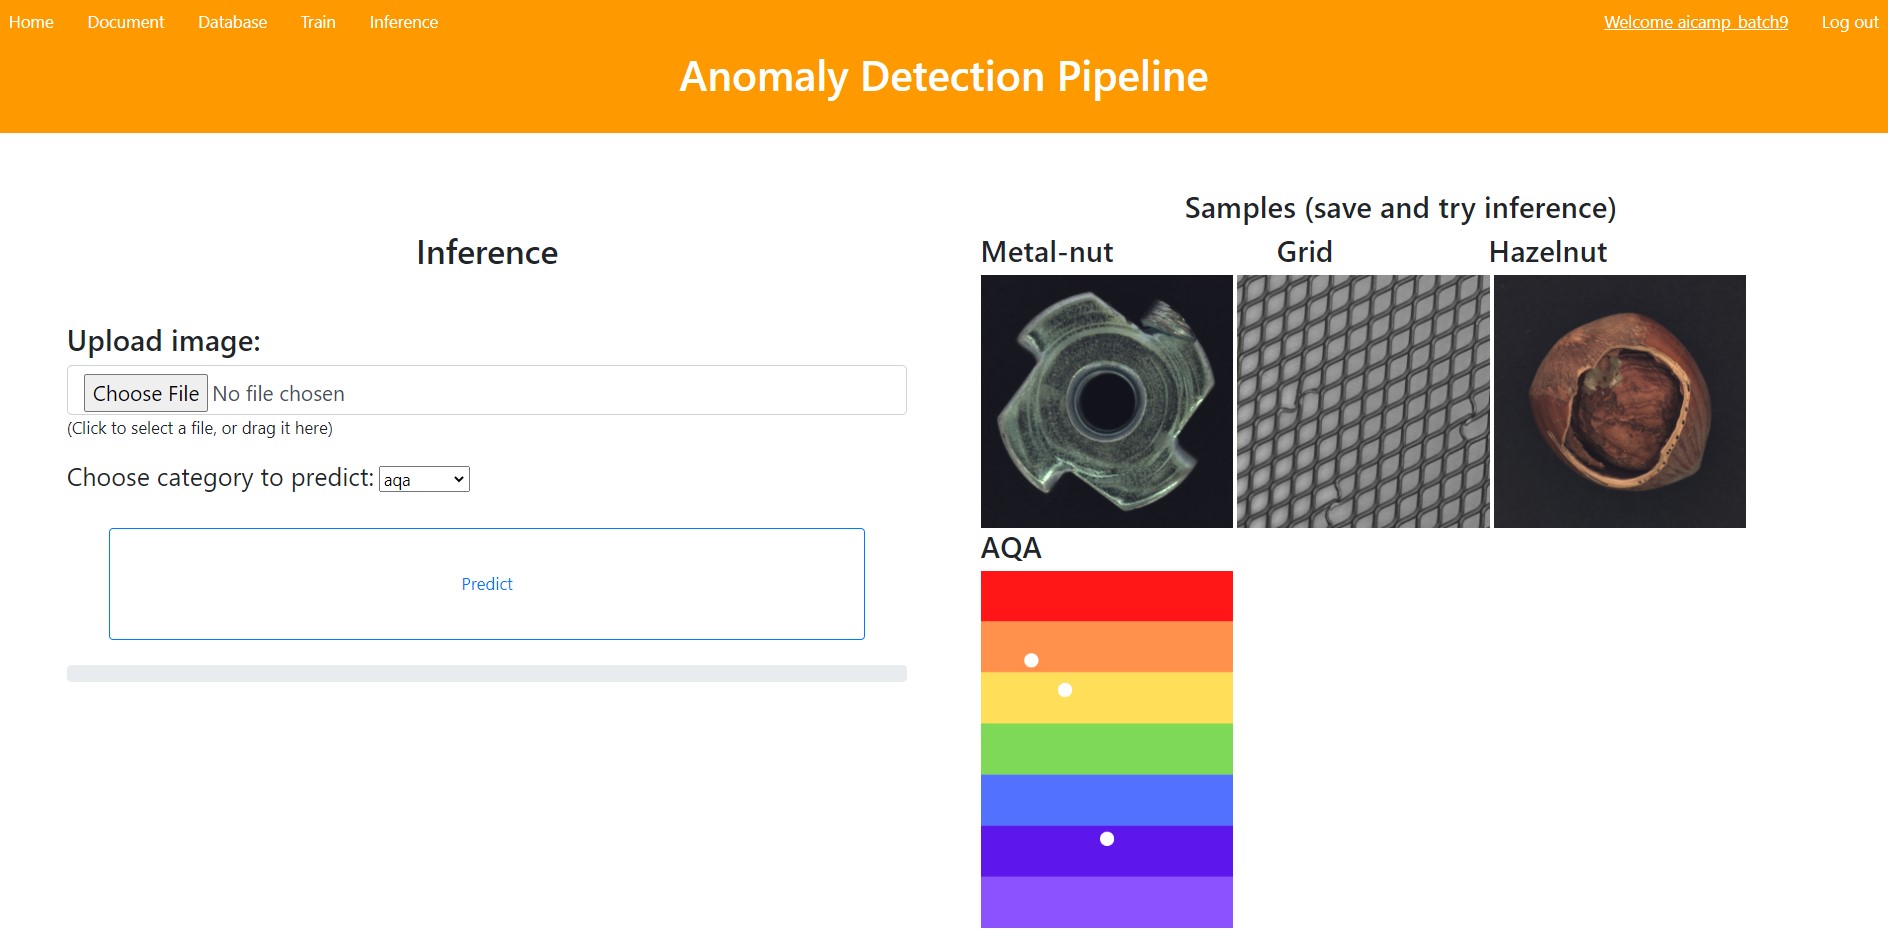 Home Document Database Train Inference Welcome aicamp_batch9 Log out
Anomaly Detection Pipeline
Inference
Upload image:
Choose File No file chosen
(Click to select a file, or drag it here)
Choose category to predict: aqa
Predict
Samples (save and try inference)
Metal-nut Grid Hazelnut
AQA